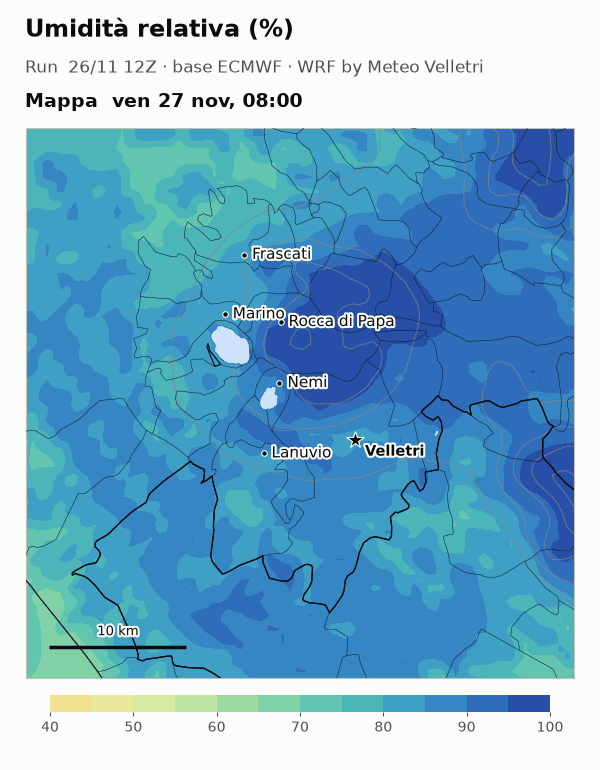 Umidità relativa (%)
Run  26/11 12Z · base ECMWF · WRF by Meteo Velletri
Mappa  ven 27 nov, 08:00
Frascati
Marino
Rocca di Papa
Nemi
Velletri
Lanuvio
10 km
40 50 60 70 80 90 100